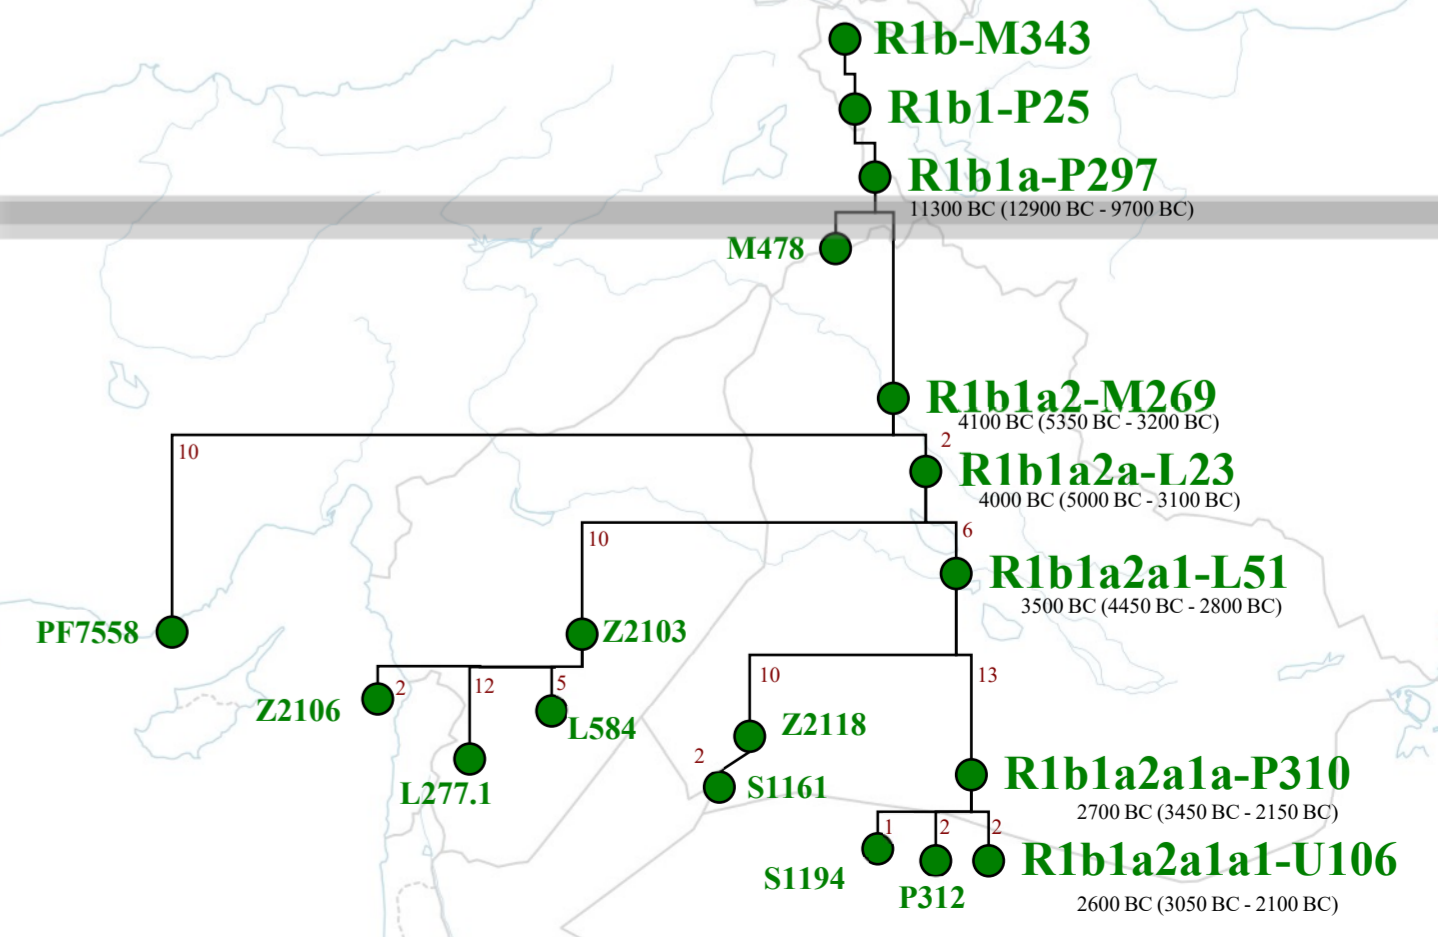 R1b-M343
R1b1-P25
R1b1a-P297
11300 BC (12900 BC - 9700 BC)
M478
R1b1a2-M269
4100 BC (5350 BC - 3200 BC)
10
2
R1b1a2a-L23
4000 BC (5000 BC - 3100 BC)
10
6
R1b1a2a1-L51
3500 BC (4450 BC - 2800 BC)
PF7558
Z2103
2
12
5
10
13
Z2106
L584
Z2118
L277.1
2
S1161
R1b1a2a1a-P310
2700 BC (3450 BC - 2150 BC)
1
2
2
S1194
P312
R1b1a2a1a1-U106
2600 BC (3050 BC - 2100 BC)